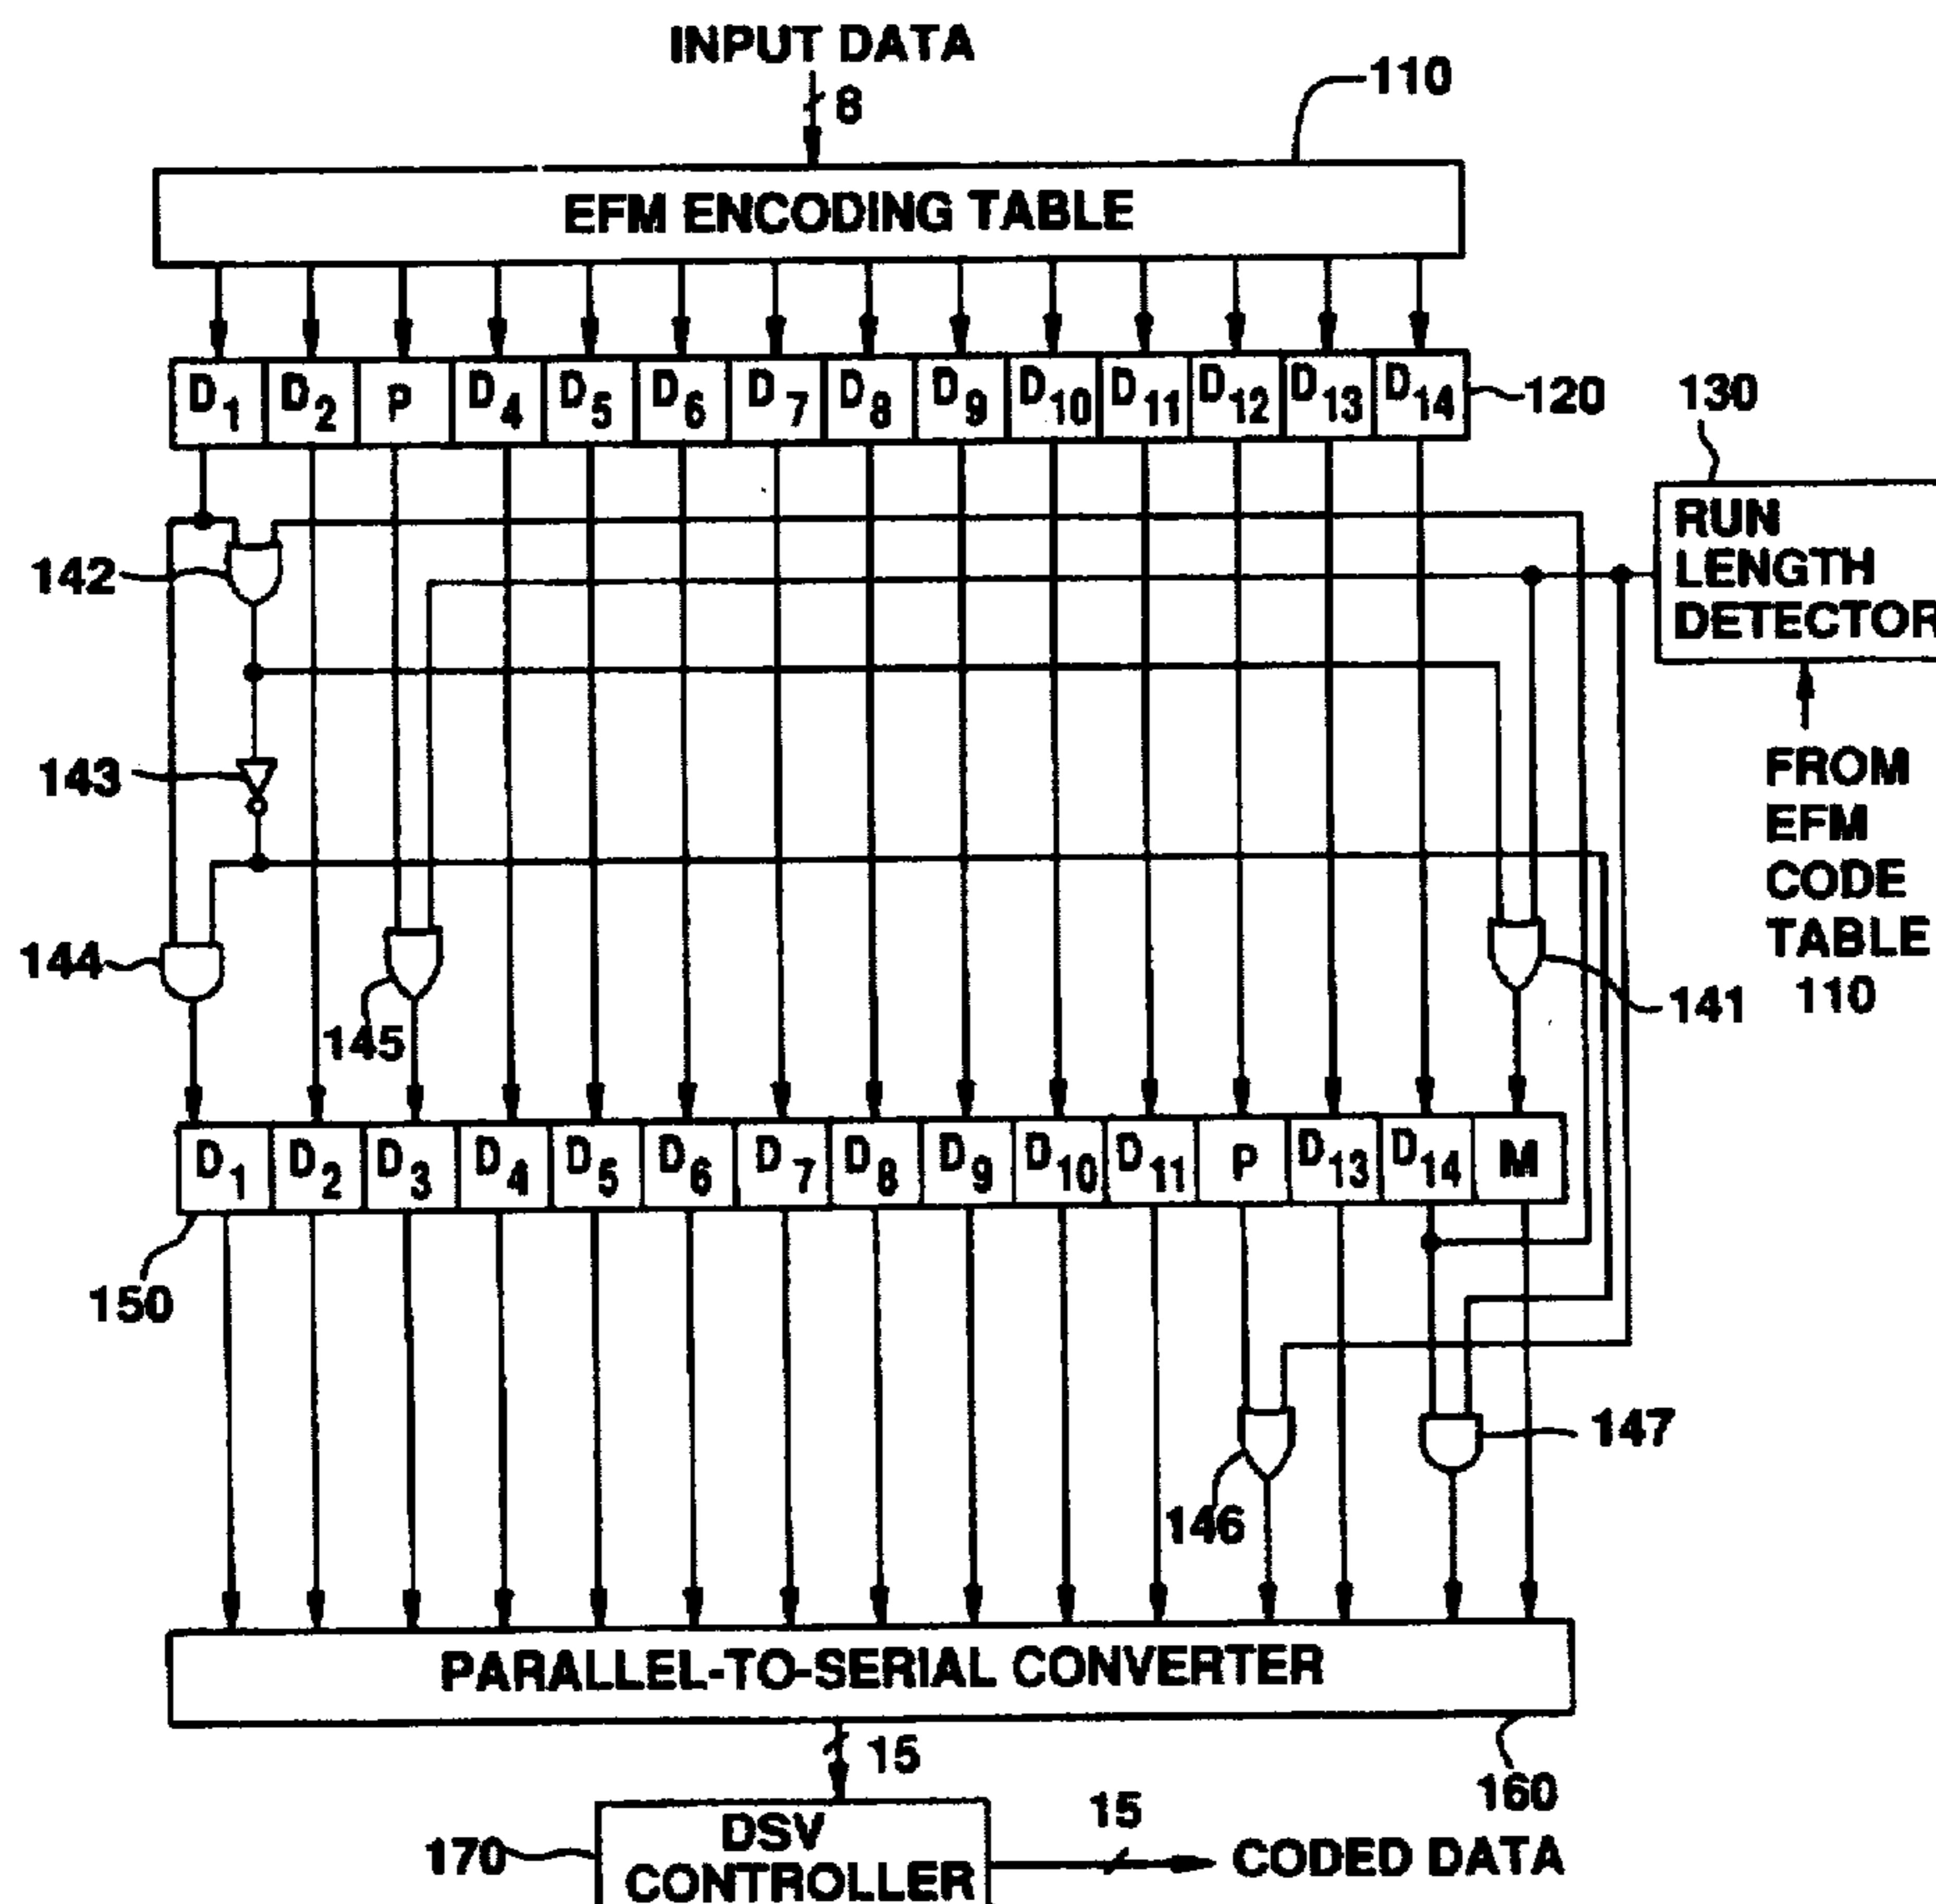 INPUT DATA
8
110
EFM ENCODING TABLE
D1 D2 P D4 D5 D6 D7 D8 D9 D10 D11 D12 D13 D14
120
130
RUN
LENGTH
DETECTOR
142
143
FROM
EFM
CODE
TABLE
110
144
145
141
D1 D2 D3 D4 D5 D6 D7 D8 D9 D10 D11 P D13 D14 M
150
147
146
PARALLEL-TO-SERIAL CONVERTER
15
160
170
DSV
CONTROLLER
15
CODED DATA